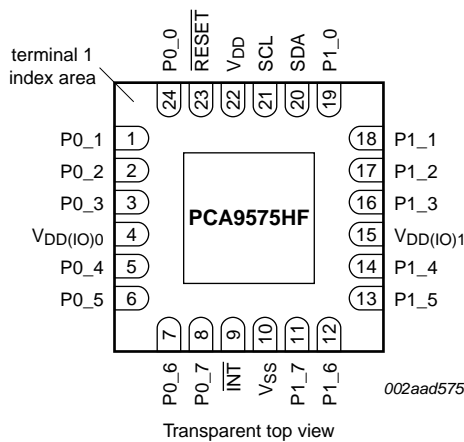 terminal 1
index area
P0_0
RESET
VDD
SCL
SDA
P1_0
24
23
22
21
20
19
P0_1 1
P0_2 2
P0_3 3
VDD(IO)0 4
P0_4 5
P0_5 6
PCA9575HF
18 P1_1
17 P1_2
16 P1_3
15 VDD(IO)1
14 P1_4
13 P1_5
7
8
9
10
11
12
P0_6
P0_7
INT
VSS
P1_7
P1_6
002aad575
Transparent top view